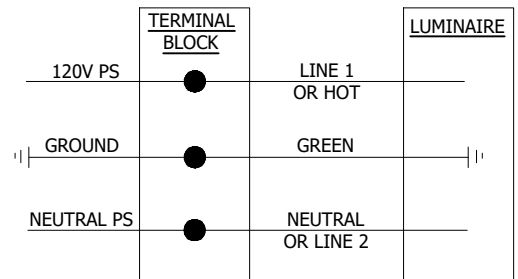 TERMINAL
BLOCK
LUMINAIRE
120V PS
LINE 1
OR HOT
GROUND
GREEN
NEUTRAL PS
NEUTRAL
OR LINE 2